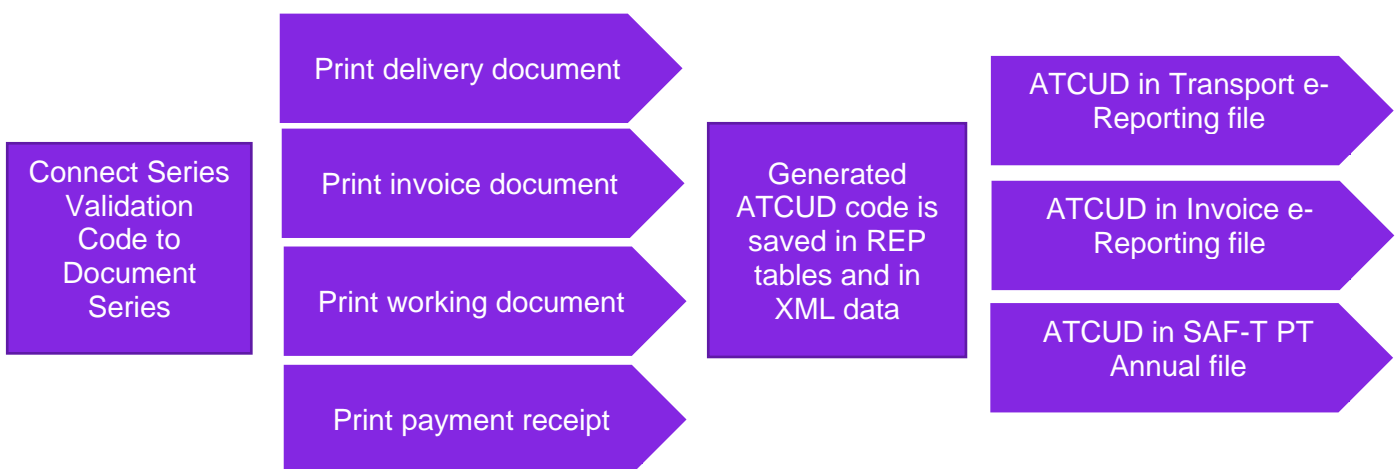 Connect Series
Validation
Code to
Document
Series
Print delivery document
Print invoice document
Print working document
Print payment receipt
Generated
ATCUD code is
saved in REP
tables and in
XML data
ATCUD in Transport e-
Reporting file
ATCUD in Invoice e-
Reporting file
ATCUD in SAF-T PT
Annual file